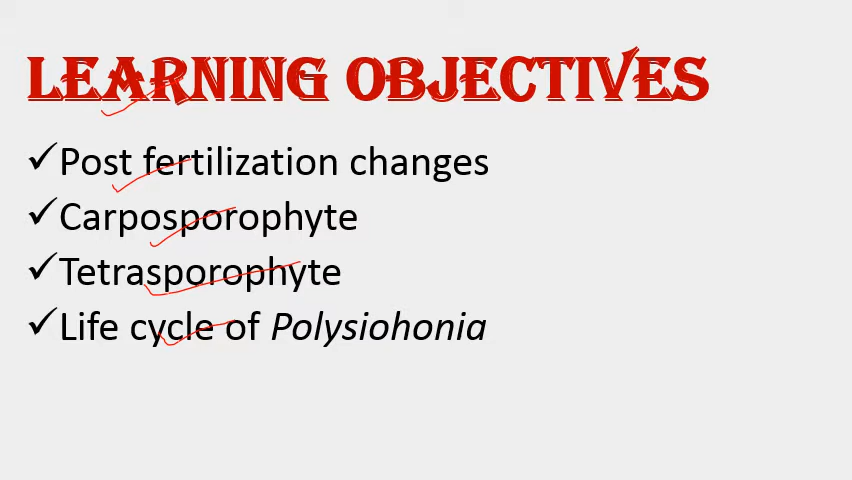 LEARNING OBJECTIVES
✓Post fertilization changes
✓Carposporophyte
✓Tetrasporophyte
✓Life cycle of Polysiohonia